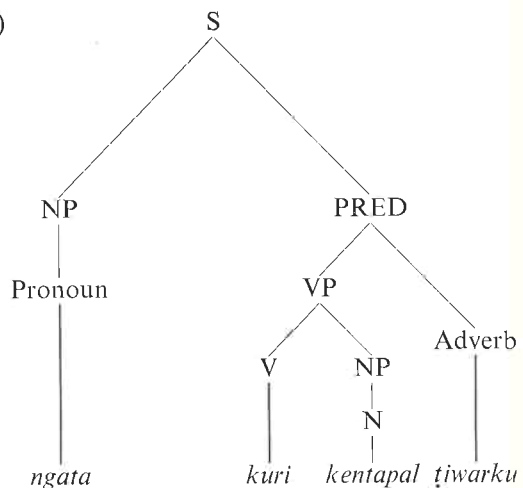 )
S
NP PRED
Pronoun VP
Adverb
V NP
N
ngata kuri kentapal ṭiwarku